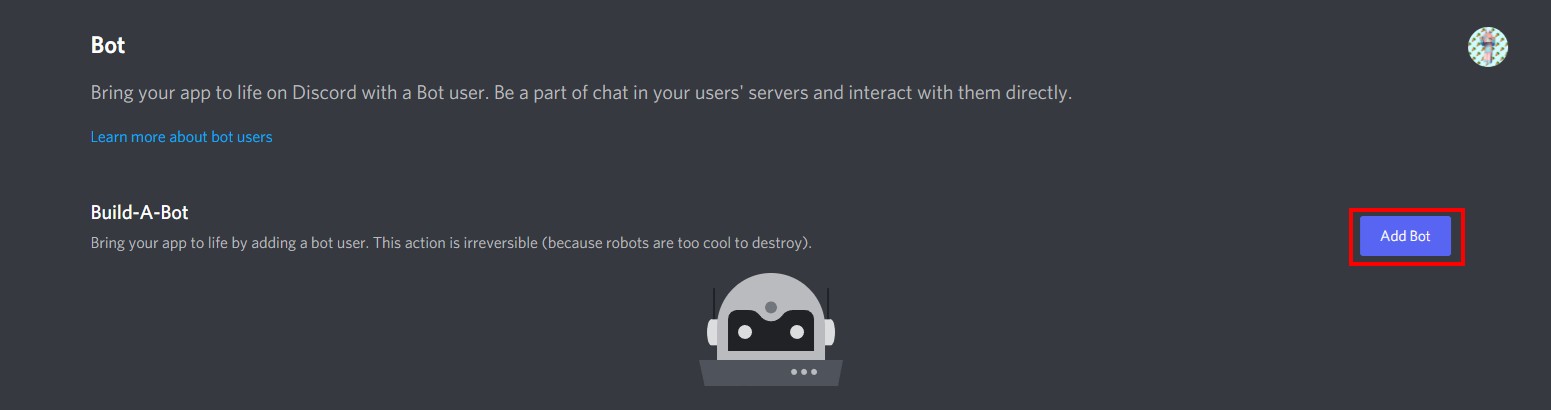 Bot
Bring your app to life on Discord with a Bot user. Be a part of chat in your users' servers and interact with them directly.
Learn more about bot users
Build-A-Bot
Bring your app to life by adding a bot user. This action is irreversible (because robots are too cool to destroy).
Add Bot